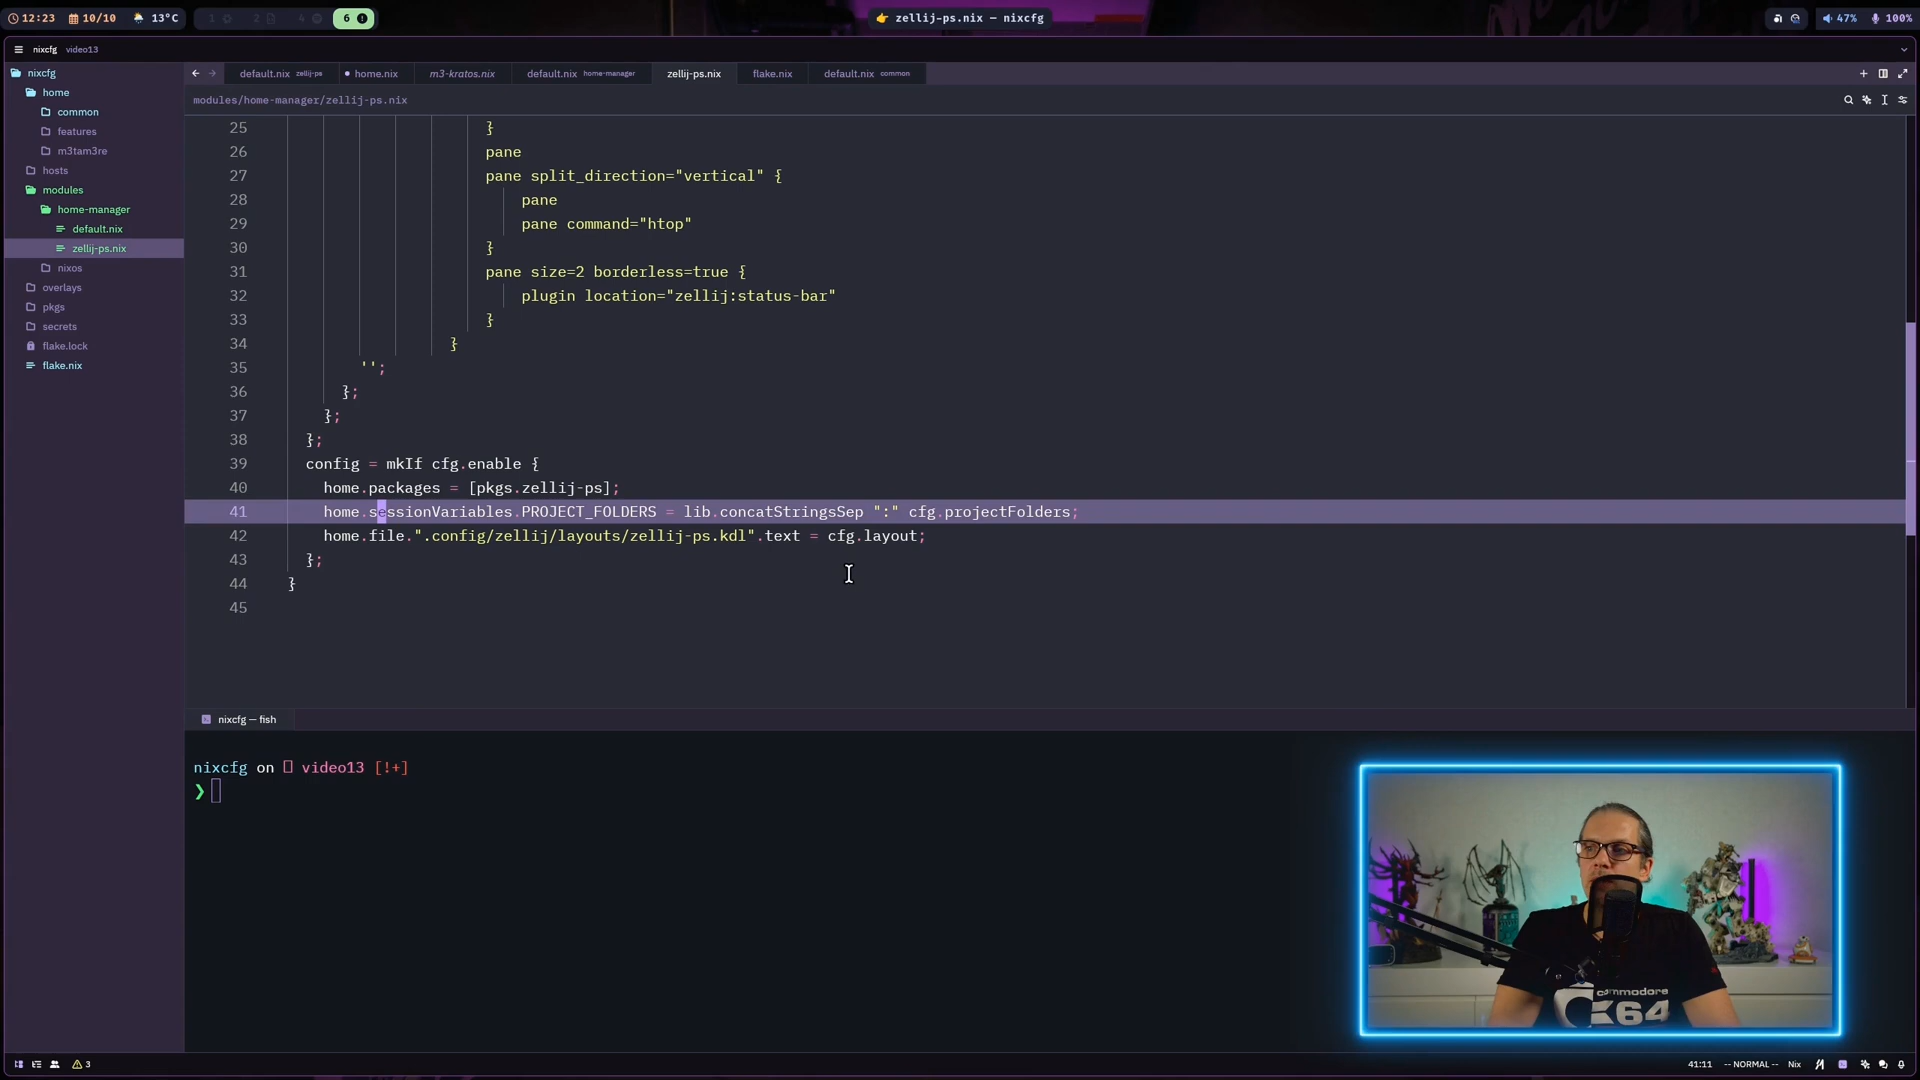 12:23 10/10 13°C 1 2 4 6
zellij-ps.nix — nixcfg
47% 100%
nixcfg video13
nixcfg
home
common
features
m3tam3re
hosts
modules
home-manager
default.nix
zellij-ps.nix
nixos
overlays
pkgs
secrets
flake.lock
flake.nix
default.nix zellij-ps home.nix m3-kratos.nix default.nix home-manager zellij-ps.nix flake.nix default.nix common
modules/home-manager/zellij-ps.nix
25 }
26 pane
27 pane split_direction="vertical" {
28 pane
29 pane command="htop"
30 }
31 pane size=2 borderless=true {
32 plugin location="zellij:status-bar"
33 }
34 }
35 '';
36 };
37 };
38 };
39 config = mkIf cfg.enable {
40 home.packages = [pkgs.zellij-ps];
41 home.sessionVariables.PROJECT_FOLDERS = lib.concatStringsSep ":" cfg.projectFolders;
42 home.file.".config/zellij/layouts/zellij-ps.kdl".text = cfg.layout;
43 };
44 }
45
nixcfg — fish
nixcfg on video13 [!+]
❯
commodore
C64
3
41:11 -- NORMAL -- Nix